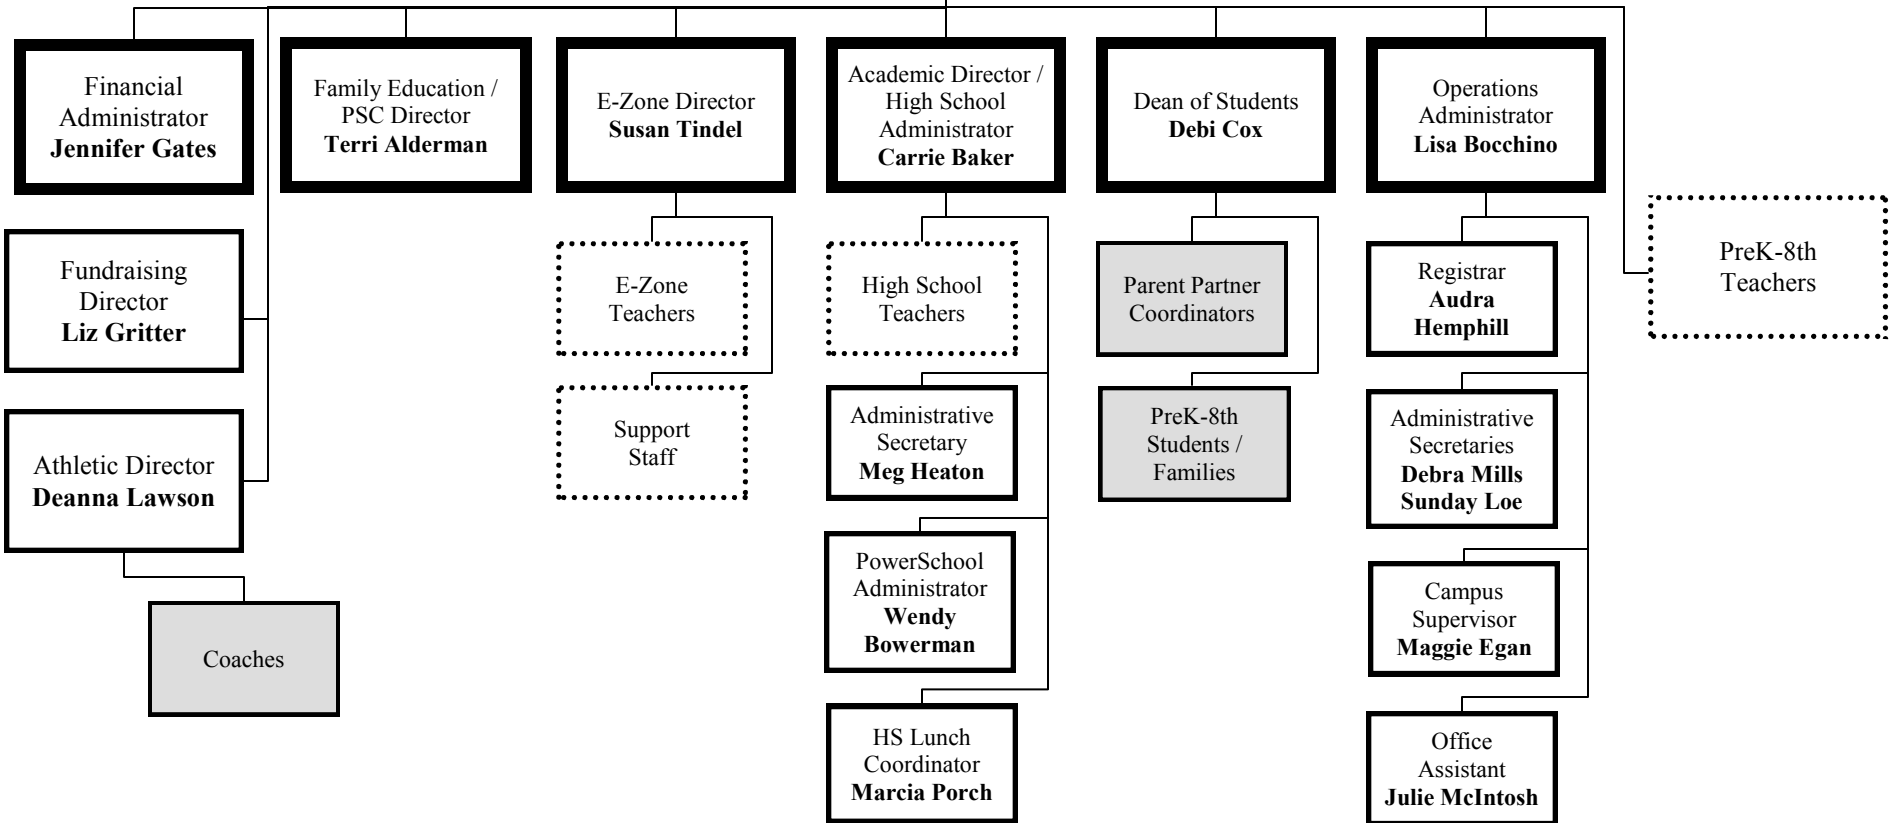 Financial
Administrator
Jennifer Gates
Family Education /
PSC Director
Terri Alderman
E-Zone Director
Susan Tindel
Academic Director /
High School
Administrator
Carrie Baker
Dean of Students
Debi Cox
Operations
Administrator
Lisa Bocchino
Fundraising
Director
Liz Gritter
Athletic Director
Deanna Lawson
Coaches
E-Zone
Teachers
Support
Staff
High School
Teachers
Administrative
Secretary
Meg Heaton
PowerSchool
Administrator
Wendy
Bowerman
HS Lunch
Coordinator
Marcia Porch
Parent Partner
Coordinators
PreK-8th
Students /
Families
Registrar
Audra
Hemphill
Administrative
Secretaries
Debra Mills
Sunday Loe
Campus
Supervisor
Maggie Egan
Office
Assistant
Julie McIntosh
PreK-8th
Teachers